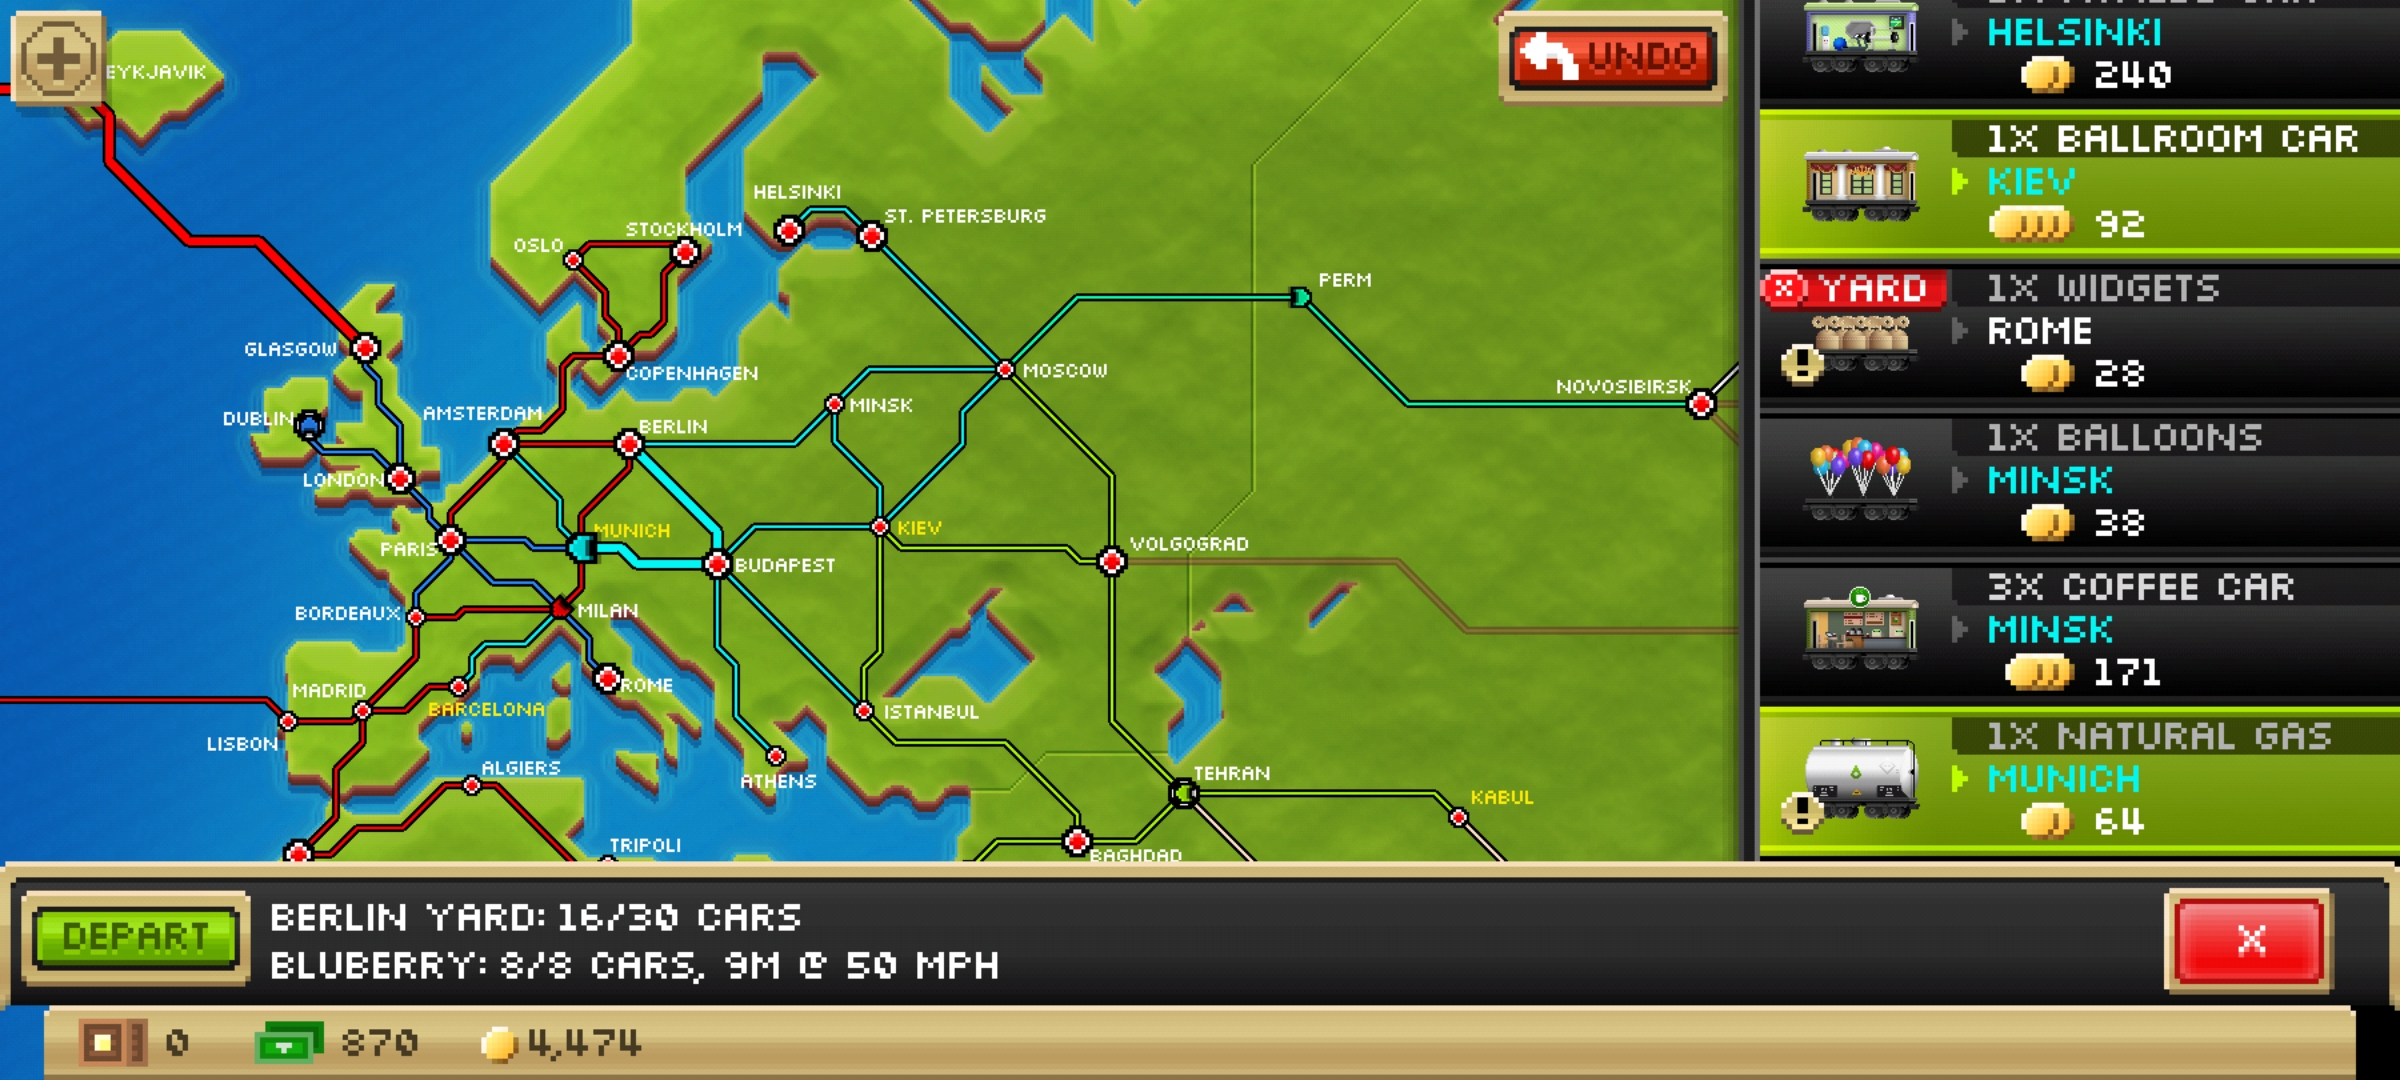 EYKJAVIK
UNDO
HELSINKI
240
1X BALLROOM CAR
KIEV
92
YARD
1X WIDGETS
ROME
28
1X BALLOONS
MINSK
38
3X COFFEE CAR
MINSK
171
1X NATURAL GAS
MUNICH
64
HELSINKI
ST. PETERSBURG
STOCKHOLM
OSLO
PERM
GLASGOW
COPENHAGEN
MOSCOW
NOVOSIBIRSK
DUBLIN
AMSTERDAM
MINSK
BERLIN
LONDON
MUNICH
KIEV
PARIS
BUDAPEST
VOLGOGRAD
BORDEAUX
MILAN
MADRID
ROME
BARCELONA
ISTANBUL
LISBON
ALGIERS
ATHENS
TEHRAN
KABUL
TRIPOLI
BAGHDAD
DEPART
BERLIN YARD: 16/30 CARS
BLUBERRY: 8/8 CARS, 9M @ 50 MPH
X
0
870
4,474